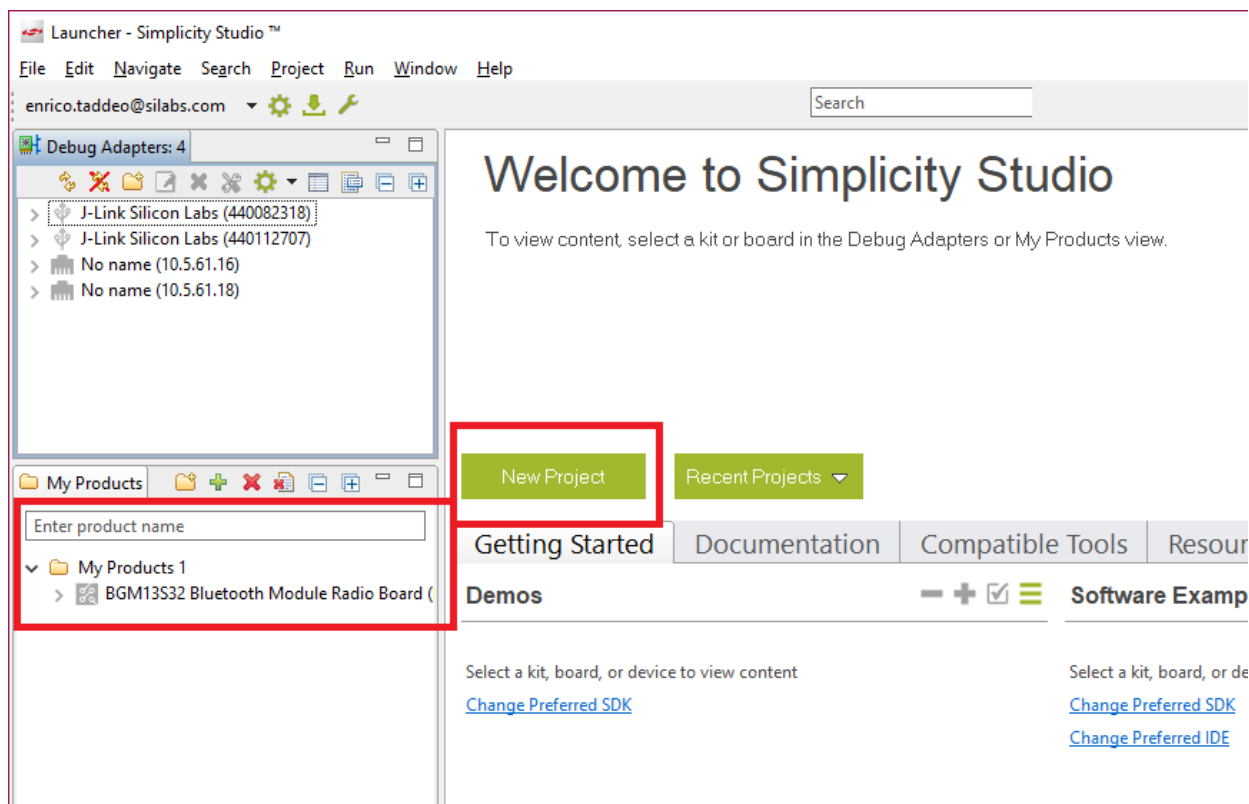 Launcher - Simplicity Studio ™
File Edit Navigate Search Project Run Window Help
enrico.taddeo@silabs.com
Search
Debug Adapters: 4
J-Link Silicon Labs (440082318)
J-Link Silicon Labs (440112707)
No name (10.5.61.16)
No name (10.5.61.18)
Welcome to Simplicity Studio
To view content, select a kit or board in the Debug Adapters or My Products view.
New Project
Recent Projects
My Products
Enter product name
My Products 1
BGM13S32 Bluetooth Module Radio Board (
Getting Started Documentation Compatible Tools Resour
Demos
Software Examp
Select a kit, board, or device to view content
Change Preferred SDK
Select a kit, board, or de
Change Preferred SDK
Change Preferred IDE